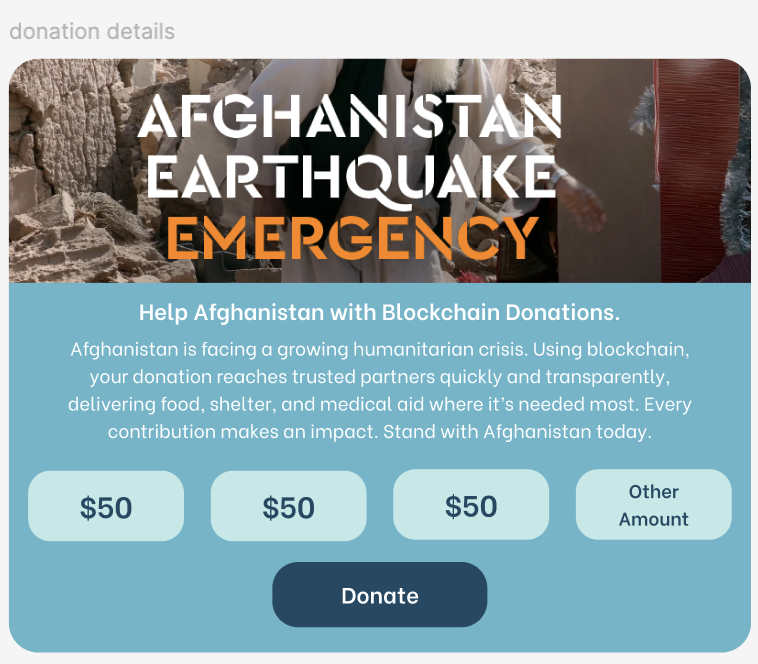 donation details
AFGHANISTAN
EARTHQUAKE
EMERGENCY
Help Afghanistan with Blockchain Donations.
Afghanistan is facing a growing humanitarian crisis. Using blockchain,
your donation reaches trusted partners quickly and transparently,
delivering food, shelter, and medical aid where it's needed most. Every
contribution makes an impact. Stand with Afghanistan today.
$50
$50
$50
Other
Amount
Donate